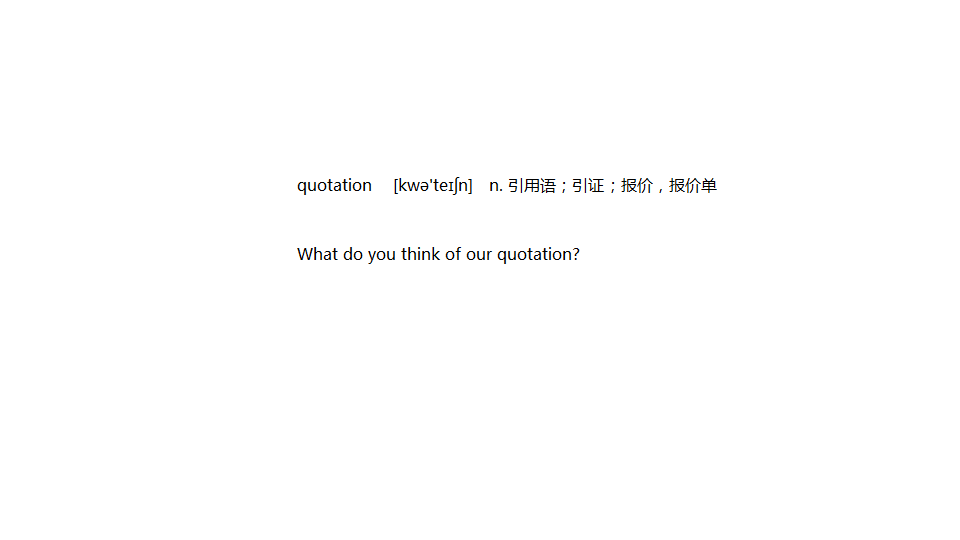 quotation [kwə'teɪʃn] n. 引用语；引证；报价，报价单
What do you think of our quotation?